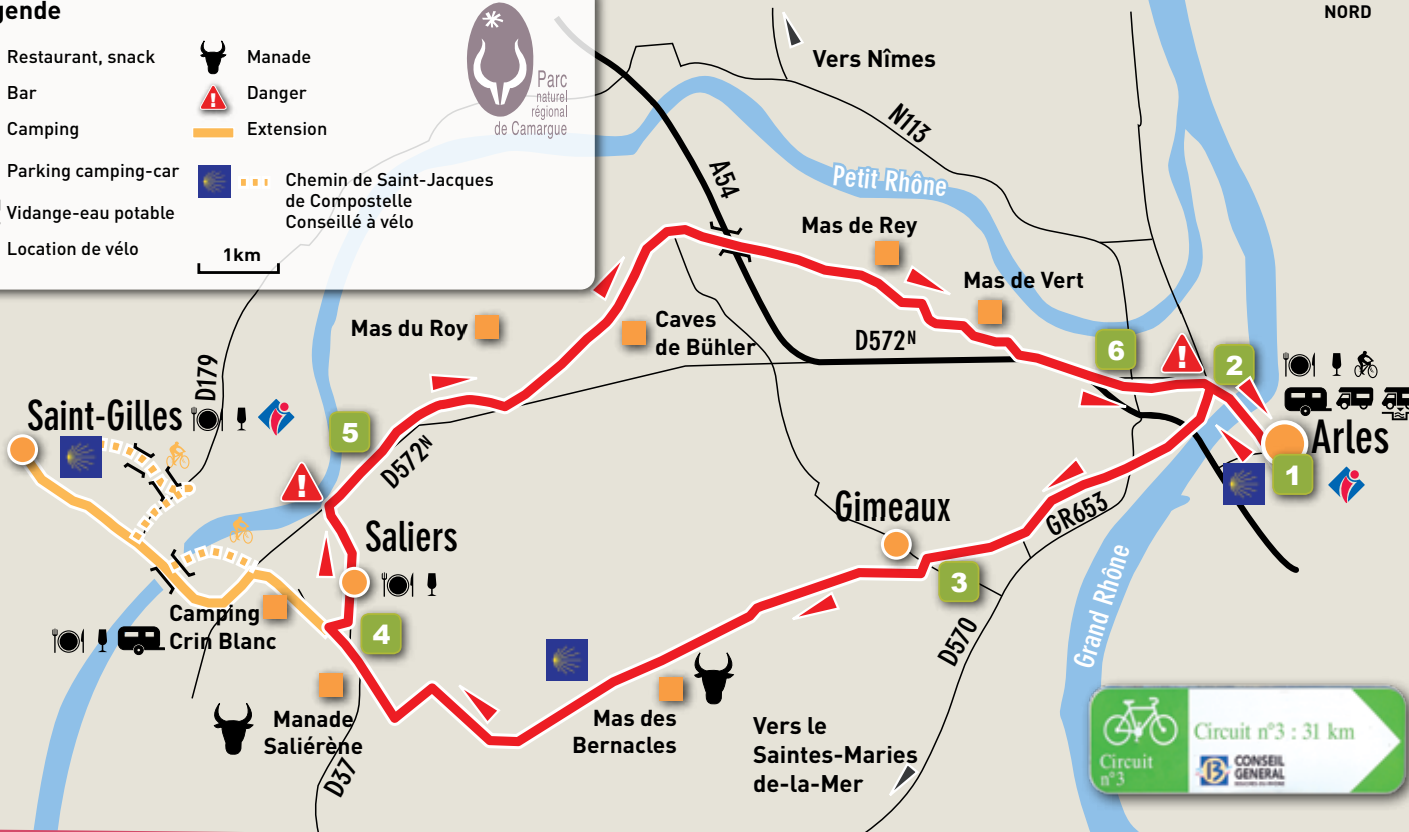 gende
NORD
Restaurant, snack
Bar
Camping
Parking camping-car
Vidange-eau potable
Location de vélo
Manade
Danger
Extension
Chemin de Saint-Jacques
de Compostelle
Conseillé à vélo
1km
Parc
naturel
régional
de Camargue
Vers Nîmes
N113
A54
Petit Rhône
Mas de Rey
Mas de Vert
Mas du Roy
Caves
de Bühler
D572N
D179
Saint-Gilles
6
2
Arles
1
5
D572N
Saliers
Gimeaux
GR653
3
Camping
Crin Blanc
4
D570
Grand Rhône
Manade
Saliérène
Mas des
Bernacles
Vers le
Saintes-Maries
de-la-Mer
D37
Circuit
n°3
Circuit n°3 : 31 km
CONSEIL
GENERAL
BOUCHES-DU-RHÔNE